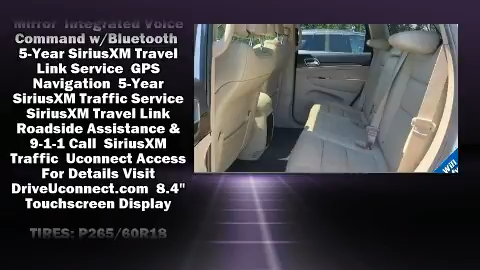 Mirror Integrated Voice
Command w/Bluetooth
5-Year SiriusXM Travel
Link Service GPS
Navigation 5-Year
SiriusXM Traffic Service
SiriusXM Travel Link
Roadside Assistance &
9-1-1 Call SiriusXM
Traffic Uconnect Access
For Details Visit
DriveUconnect.com 8.4"
Touchscreen Display
TIRES: P265/60R18
Will